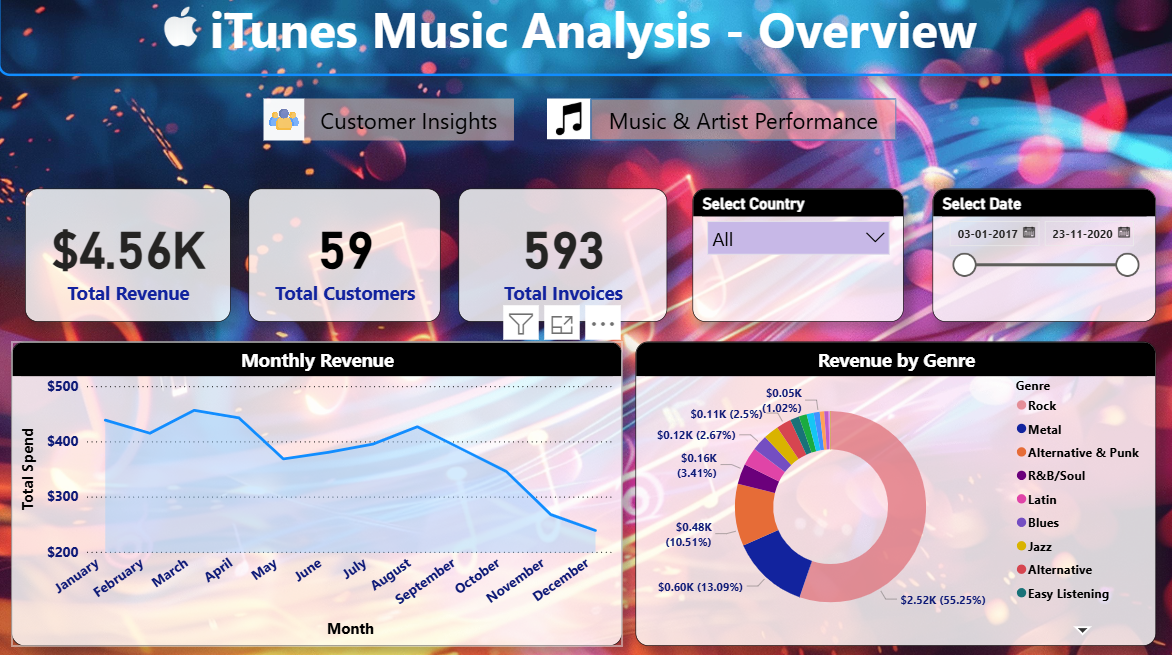 iTunes Music Analysis - Overview
Customer Insights
Music & Artist Performance
$4.56K
Total Revenue
59
Total Customers
593
Total Invoices
Select Country
All
Select Date
03-01-2017
23-11-2020
Monthly Revenue
Total Spend
$500
$400
$300
$200
January
February
March
April
May
June
July
August
September
October
November
December
Month
Revenue by Genre
$0.05K
(1.02%)
$0.11K (2.5%)
$0.12K (2.67%)
$0.16K
(3.41%)
$0.48K
(10.51%)
$0.60K (13.09%)
$2.52K (55.25%)
Genre
Rock
Metal
Alternative & Punk
R&B/Soul
Latin
Blues
Jazz
Alternative
Easy Listening